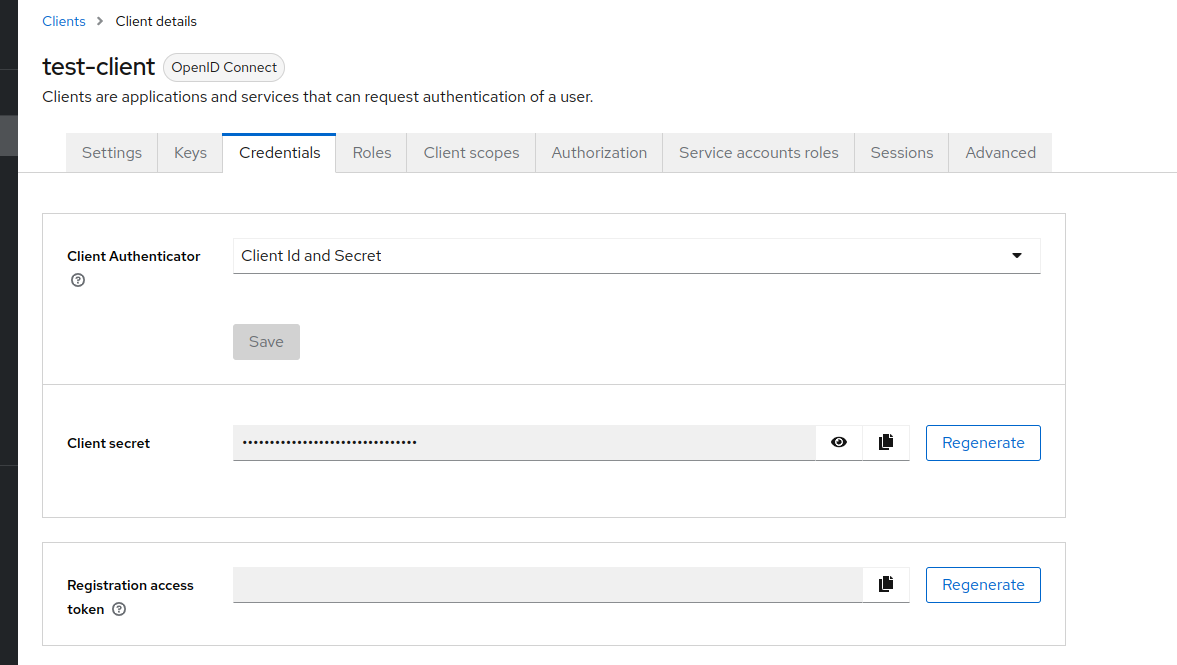 Clients > Client details
test-client OpenID Connect
Clients are applications and services that can request authentication of a user.
Settings Keys Credentials Roles Client scopes Authorization Service accounts roles Sessions Advanced
Client Authenticator Client Id and Secret
Save
Client secret •••••••••••••••••••••••••••••••• Regenerate
Registration access Regenerate
token